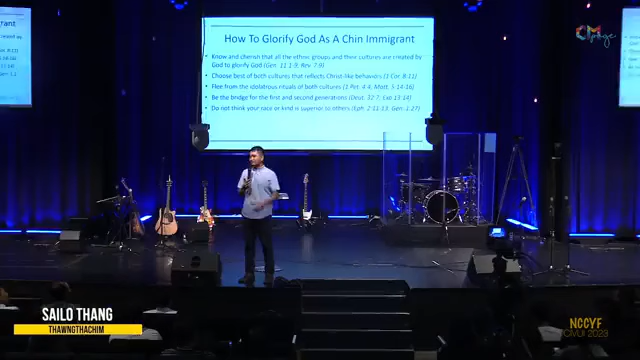 How To Glorify God As A Chin Immigrant
• Know and cherish that all the ethnic groups and their cultures are created by
God to glorify God (Gen. 11:1-9; Rev. 7:9)
• Choose best of both cultures that reflects Christ-like behaviors (1 Cor. 8:11)
• Flee from the idolatrous rituals of both cultures (1 Pet. 4:4, Matt. 5:14-16)
• Be the bridge for the first and second generations (Deut. 32:7; Exo 13:14)
• Do not think your race or kind is superior to others (Eph. 2:11-13, Gen. 1:27)
SAILO THANG
THAWNGTHACHIM
NCCYF
CIVUI 2023